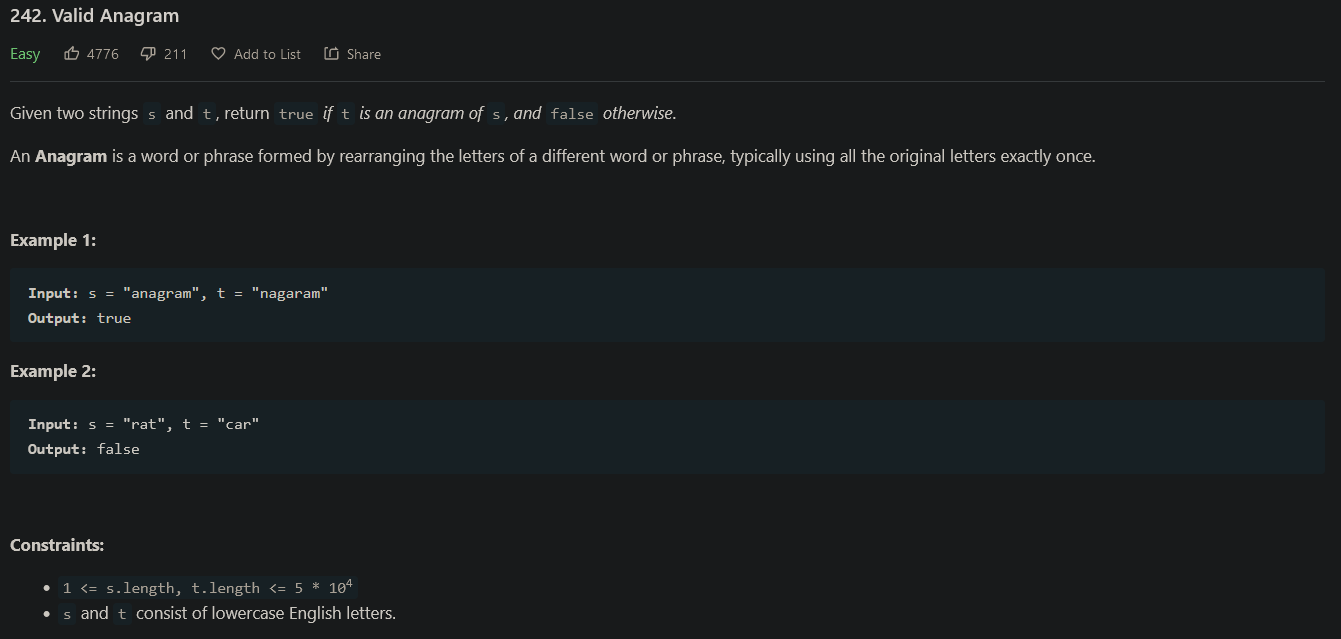 242. Valid Anagram
Easy 4776 211 Add to List Share
Given two strings s and t, return true if t is an anagram of s, and false otherwise.
An Anagram is a word or phrase formed by rearranging the letters of a different word or phrase, typically using all the original letters exactly once.
Example 1:
Input: s = "anagram", t = "nagaram"
Output: true
Example 2:
Input: s = "rat", t = "car"
Output: false
Constraints:
• 1 <= s.length, t.length <= 5 * 10⁴
• s and t consist of lowercase English letters.